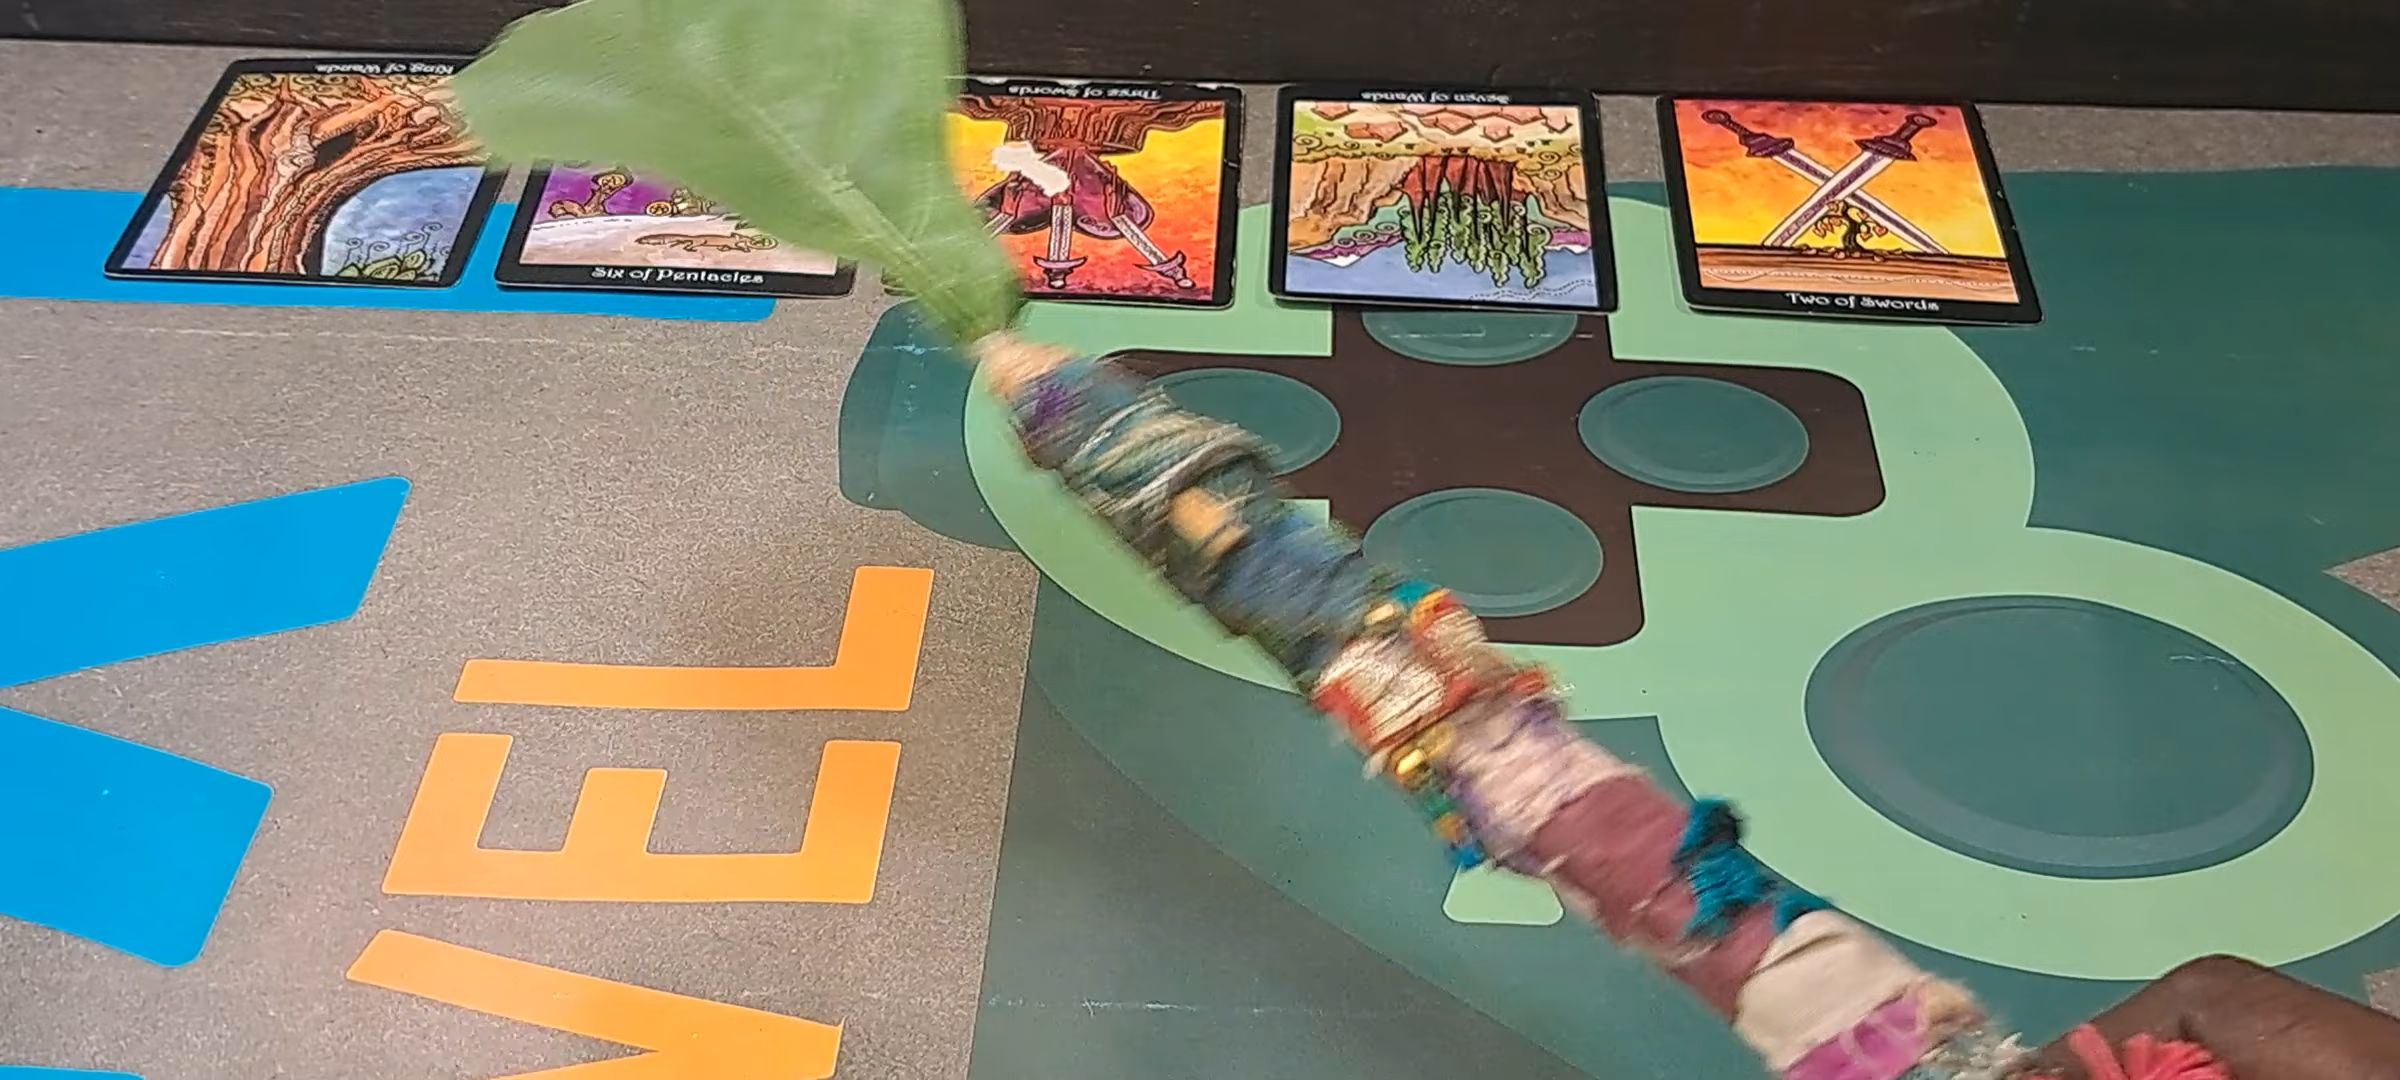 King of Wands
Six of Pentacles
Three of Swords
Seven of Wands
Two of Swords
VEL